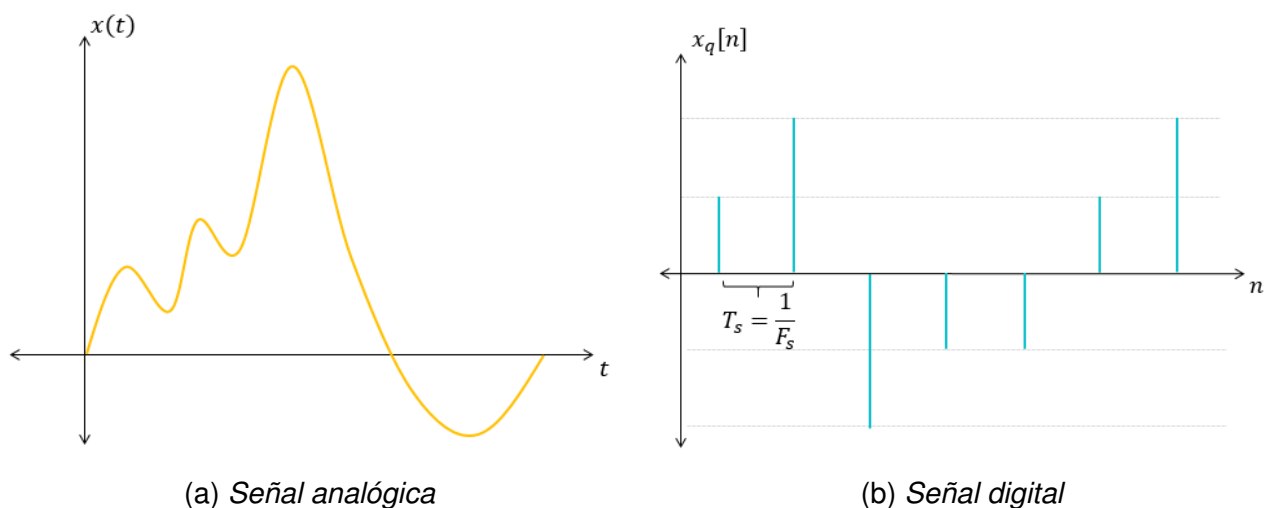 x(t)
t
(a) Señal analógica
x_q[n]
T_s = 1/F_s
n
(b) Señal digital